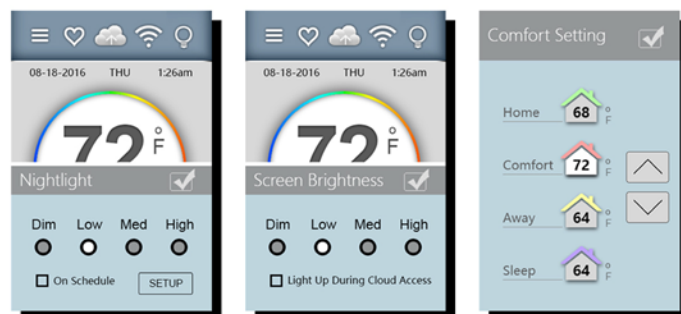 08-18-2016 THU 1:26am
72°F
Nightlight
Dim Low Med High
On Schedule SETUP
08-18-2016 THU 1:26am
72°F
Screen Brightness
Dim Low Med High
Light Up During Cloud Access
Comfort Setting
Home 68 °F
Comfort 72 °F
Away 64 °F
Sleep 64 °F